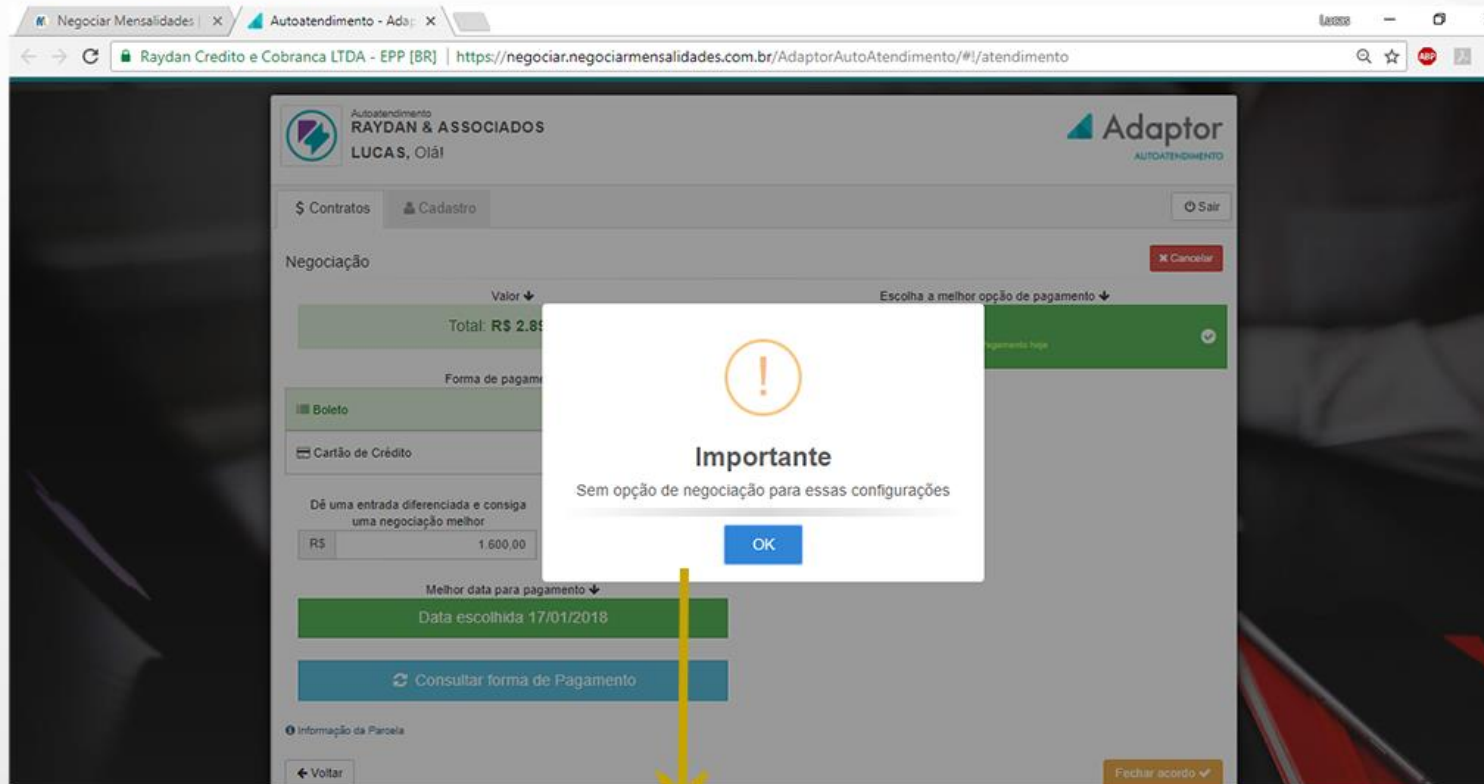 Negociar Mensalidades |
Autoatendimento - Adap
Lucas
Raydan Credito e Cobranca LTDA - EPP [BR] | https://negociar.negociarmensalidades.com.br/AdaptorAutoAtendimento/#!/atendimento
ABP
Autoatendimento
RAYDAN & ASSOCIADOS
LUCAS, Olá!
Adaptor
AUTOATENDIMENTO
$ Contratos
Cadastro
Sair
Negociação
Cancelar
Valor
Escolha a melhor opção de pagamento
Total: R$ 2.89
Pagamento hoje
Forma de pagame
Boleto
Cartão de Crédito
Importante
Sem opção de negociação para essas configurações
OK
Dê uma entrada diferenciada e consiga
uma negociação melhor
R$ 1.600,00
Melhor data para pagamento
Data escolhida 17/01/2018
Consultar forma de Pagamento
Informação da Parcela
Voltar
Fechar acordo